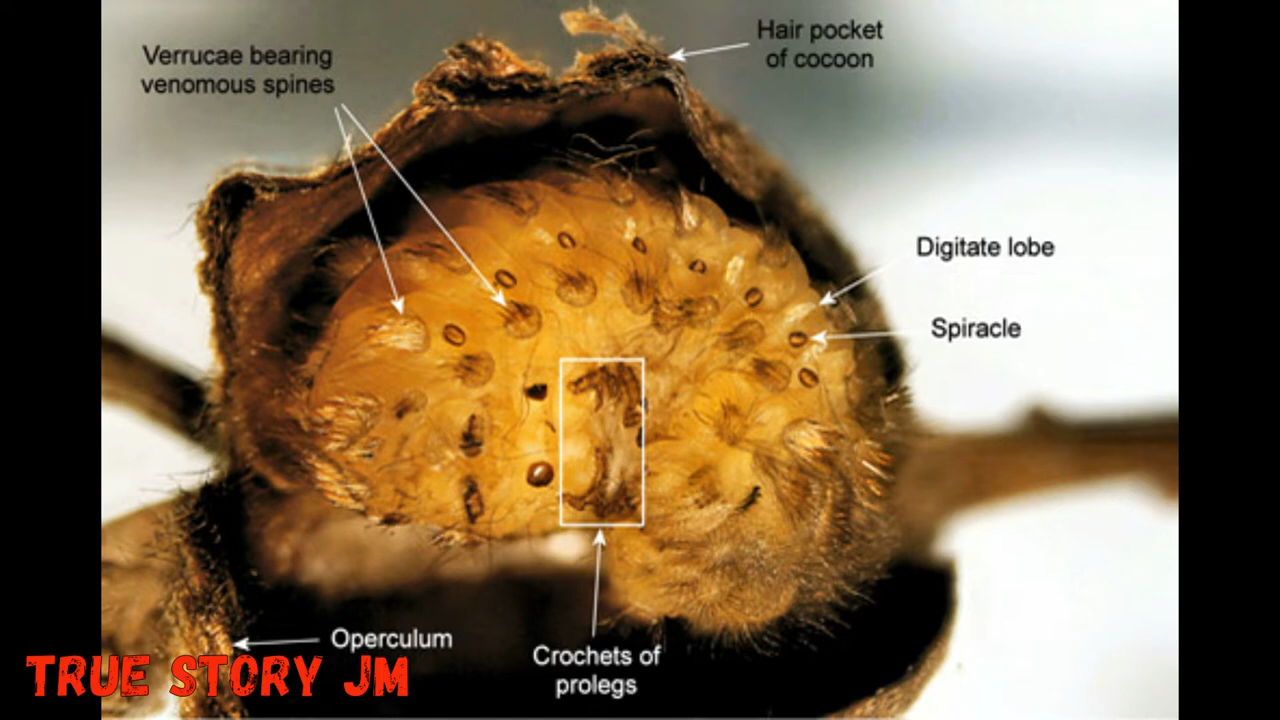 Hair pocket
of cocoon
Verrucae bearing
venomous spines
Digitate lobe
Spiracle
Operculum
Crochets of
prolegs
TRUE STORY JM